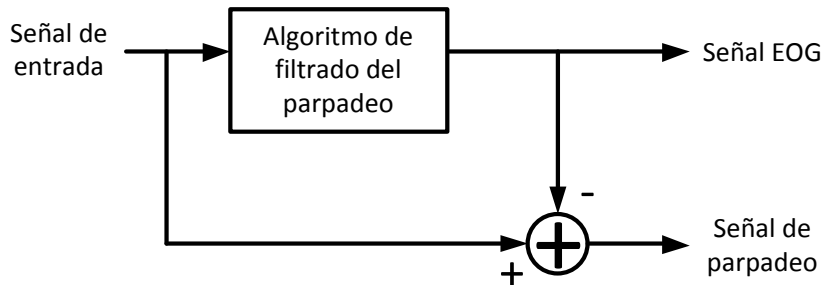 Señal de
entrada
Algoritmo de
filtrado del
parpadeo
Señal EOG
-
+
+
Señal de
parpadeo